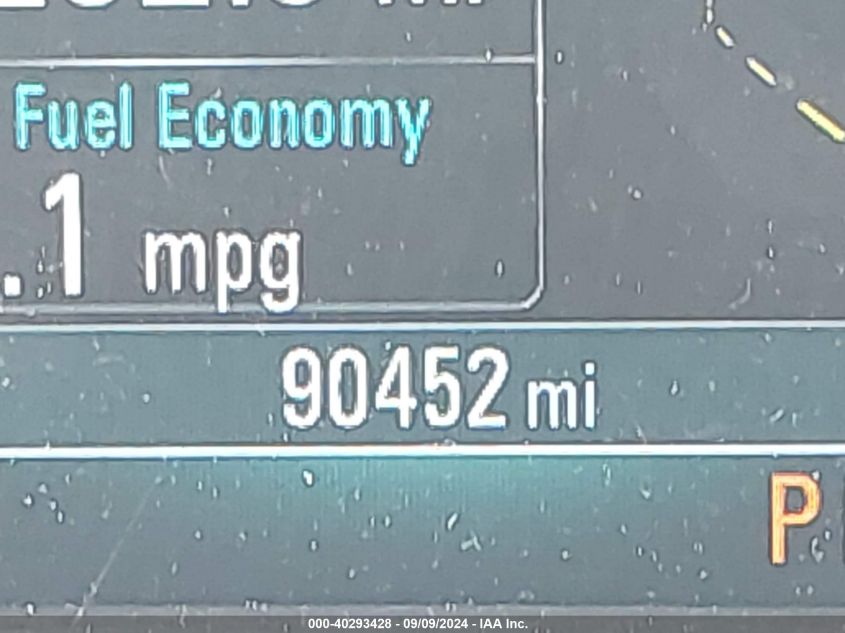 Fuel Economy
.1 mpg
90452 mi
P
000-40293428 - 09/09/2024 - IAA Inc.